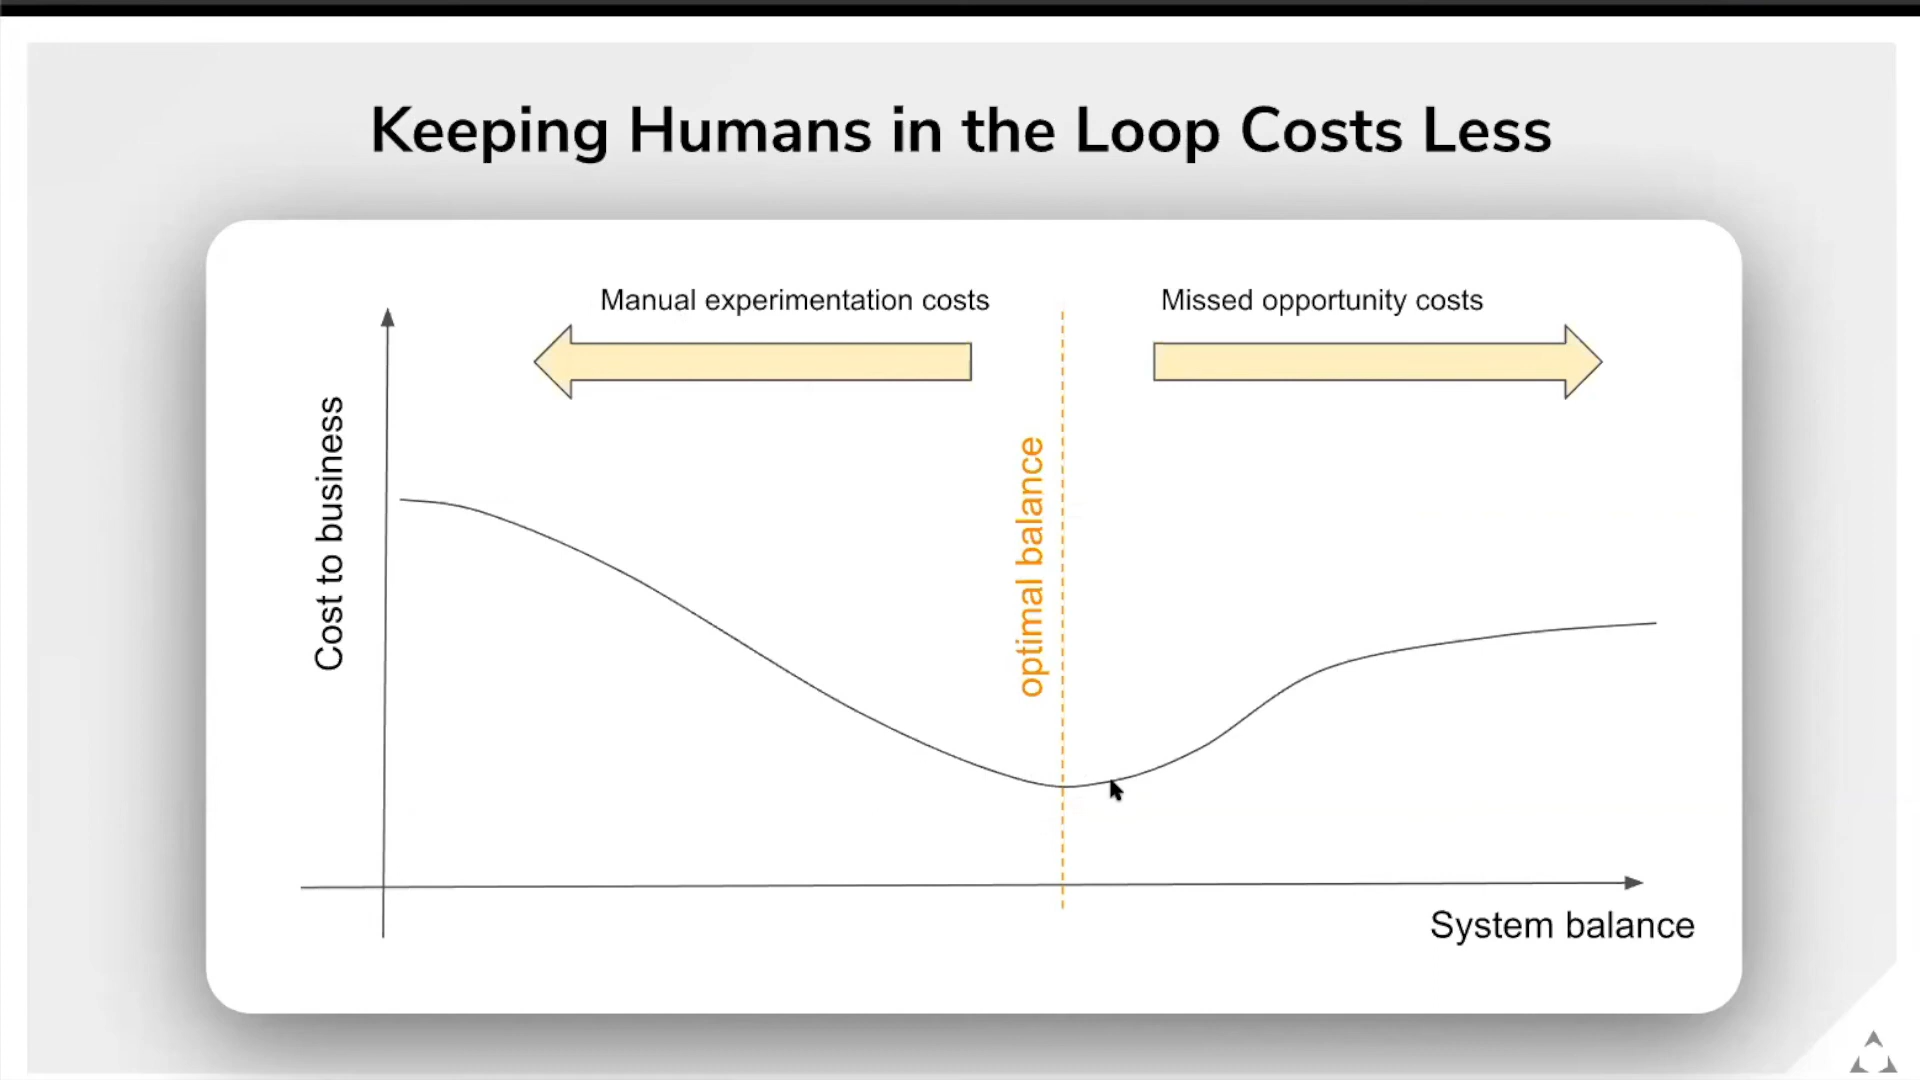 Keeping Humans in the Loop Costs Less
Manual experimentation costs
Missed opportunity costs
Cost to business
optimal balance
System balance